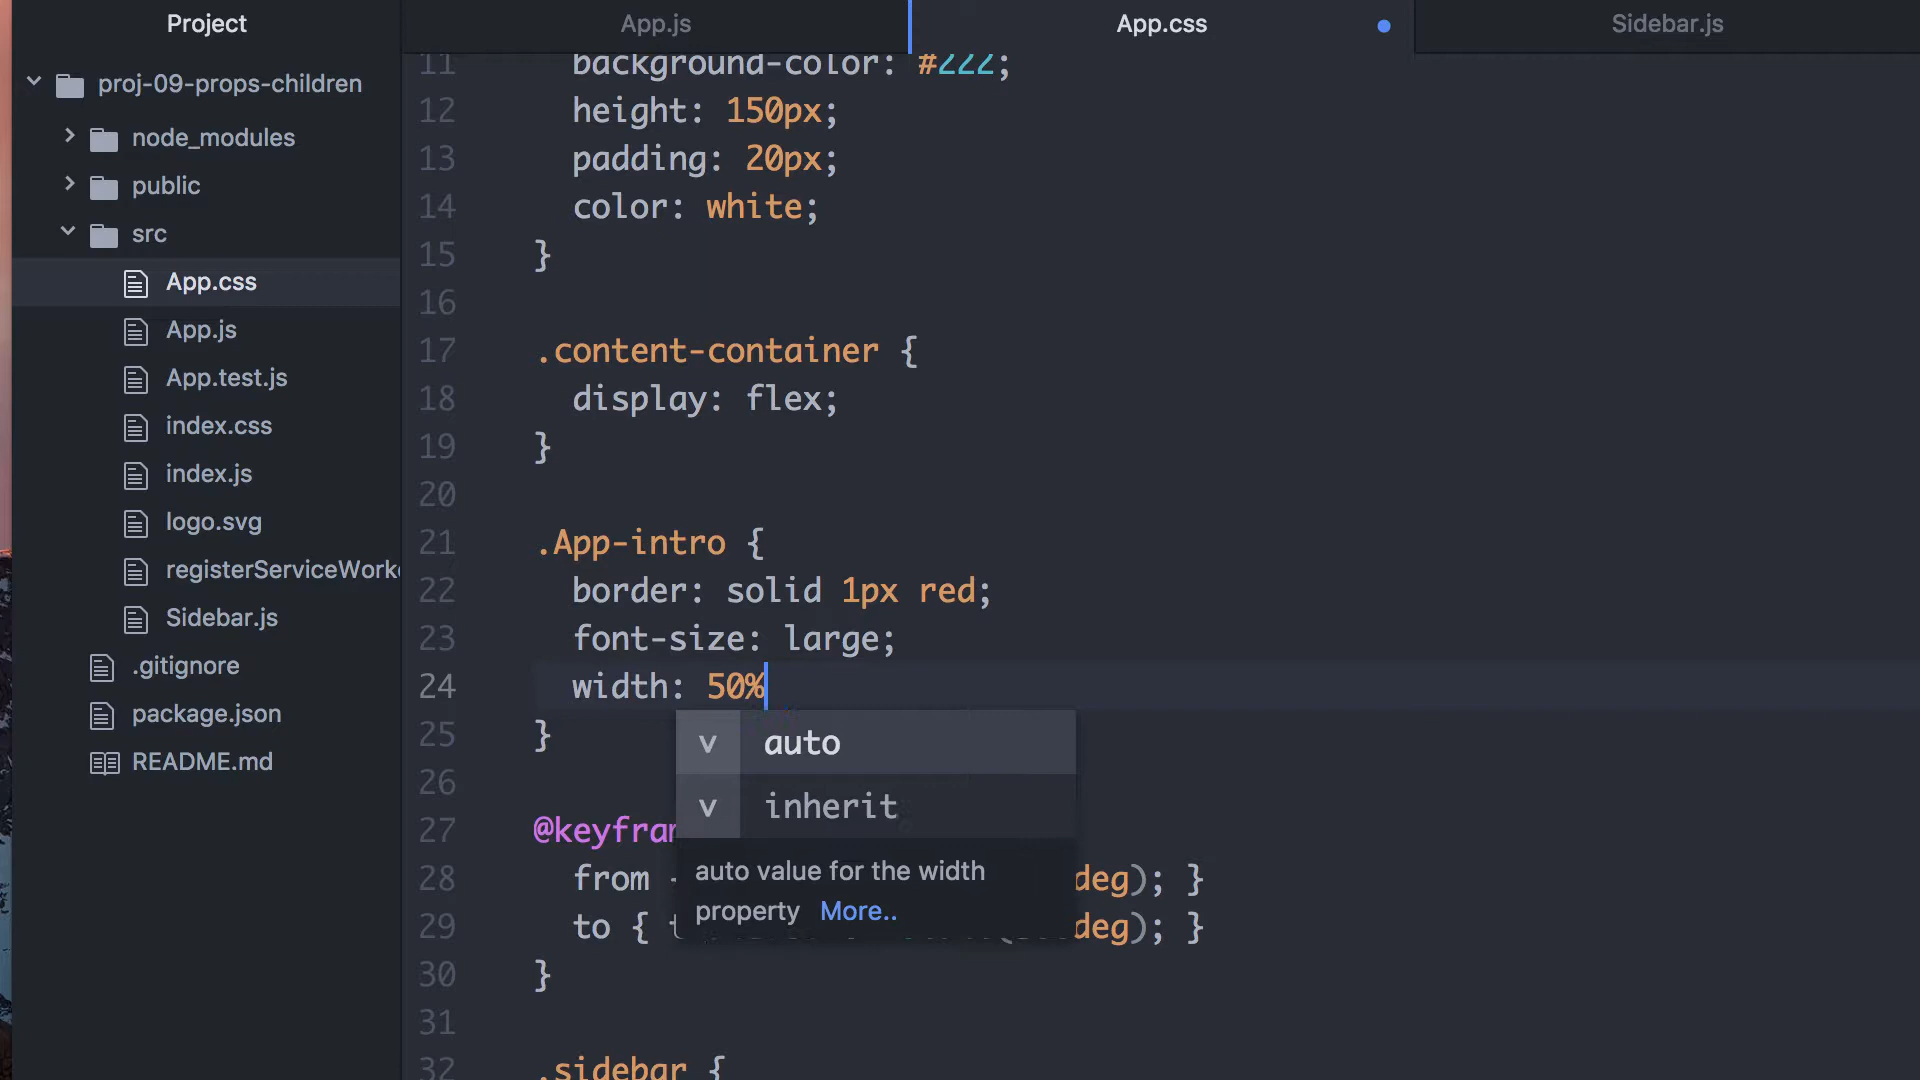 Project
proj-09-props-children
node_modules
public
src
App.css
App.js
App.test.js
index.css
index.js
logo.svg
registerServiceWorke
Sidebar.js
.gitignore
package.json
README.md
App.js
App.css
Sidebar.js
11 background-color: #222;
12 height: 150px;
13 padding: 20px;
14 color: white;
15 }
16
17 .content-container {
18 display: flex;
19 }
20
21 .App-intro {
22 border: solid 1px red;
23 font-size: large;
24 width: 50%
25 }
26
27 @keyfram
28 from deg); }
29 to { deg); }
30 }
31
32 .sidebar {
v auto
v inherit
auto value for the width
property More..